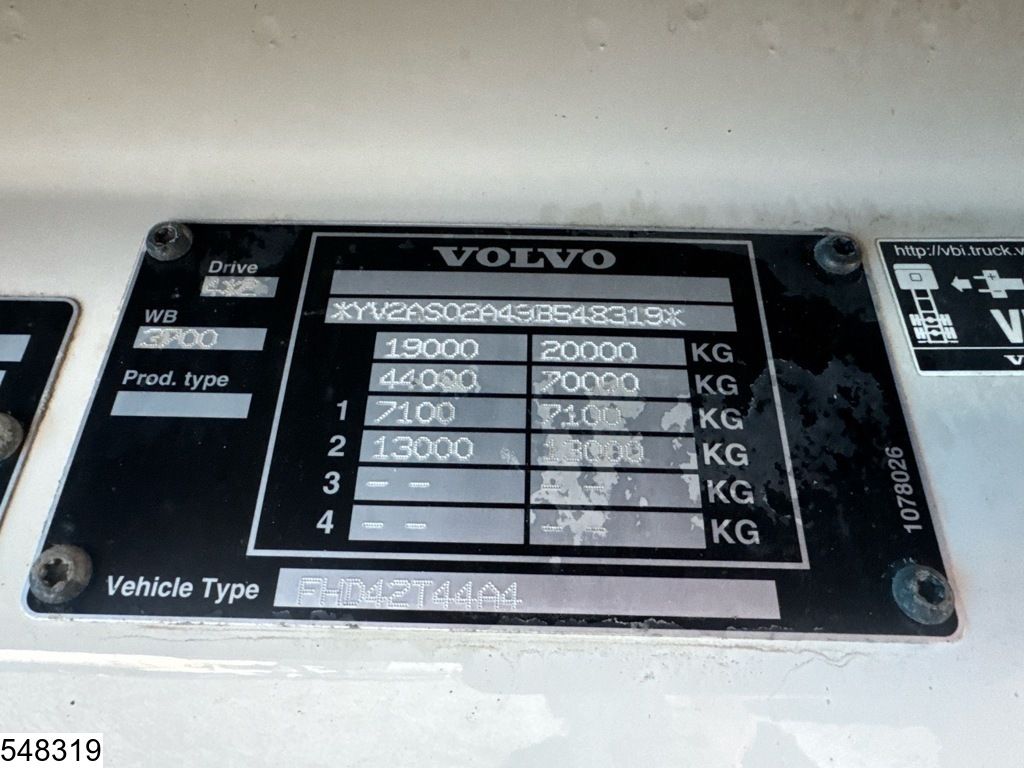 VOLVO
Drive
4X2
*YV2AS02A49B548319*
WB
3700
19000 20000 KG
Prod. type
44000 70000 KG
1 7100 7100 KG
2 13000 13000 KG
3 -- -- KG
4 -- -- KG
Vehicle Type FHD42T44A4
1078026
http://vbi.truck.v
548319